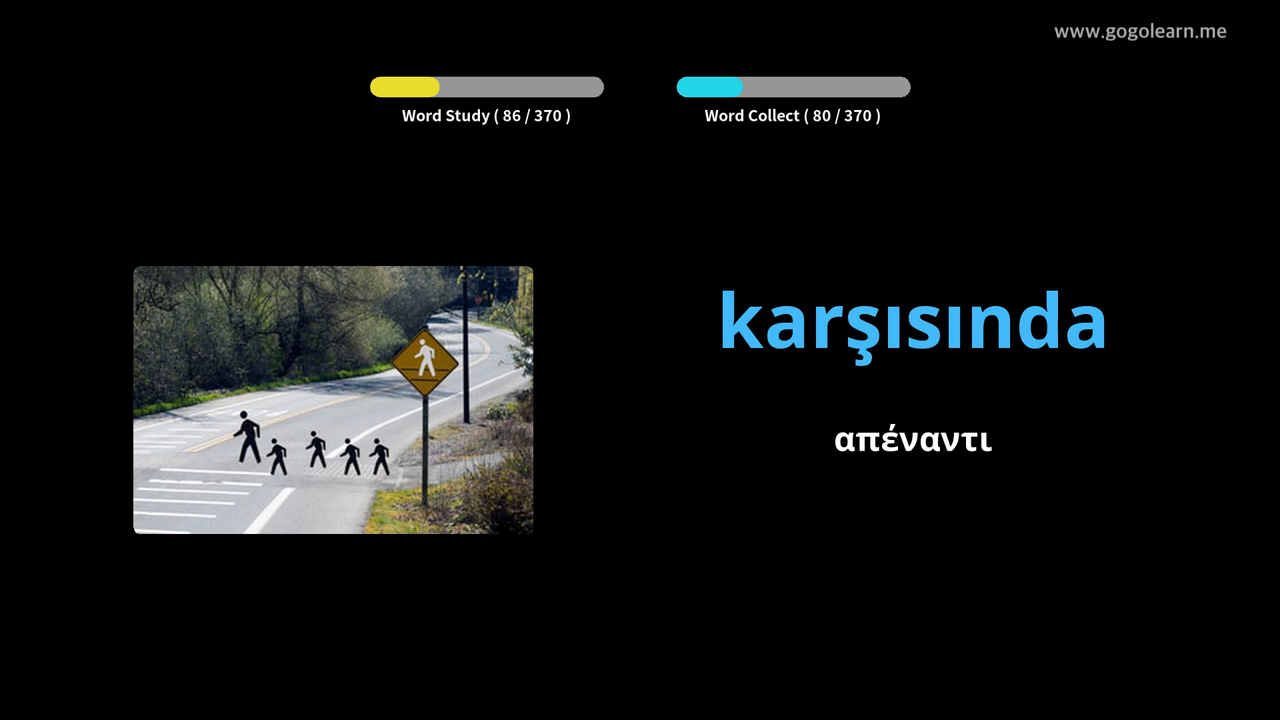 www.gogolearn.me
Word Study ( 86 / 370 )
Word Collect ( 80 / 370 )
karşısında
απέναντι